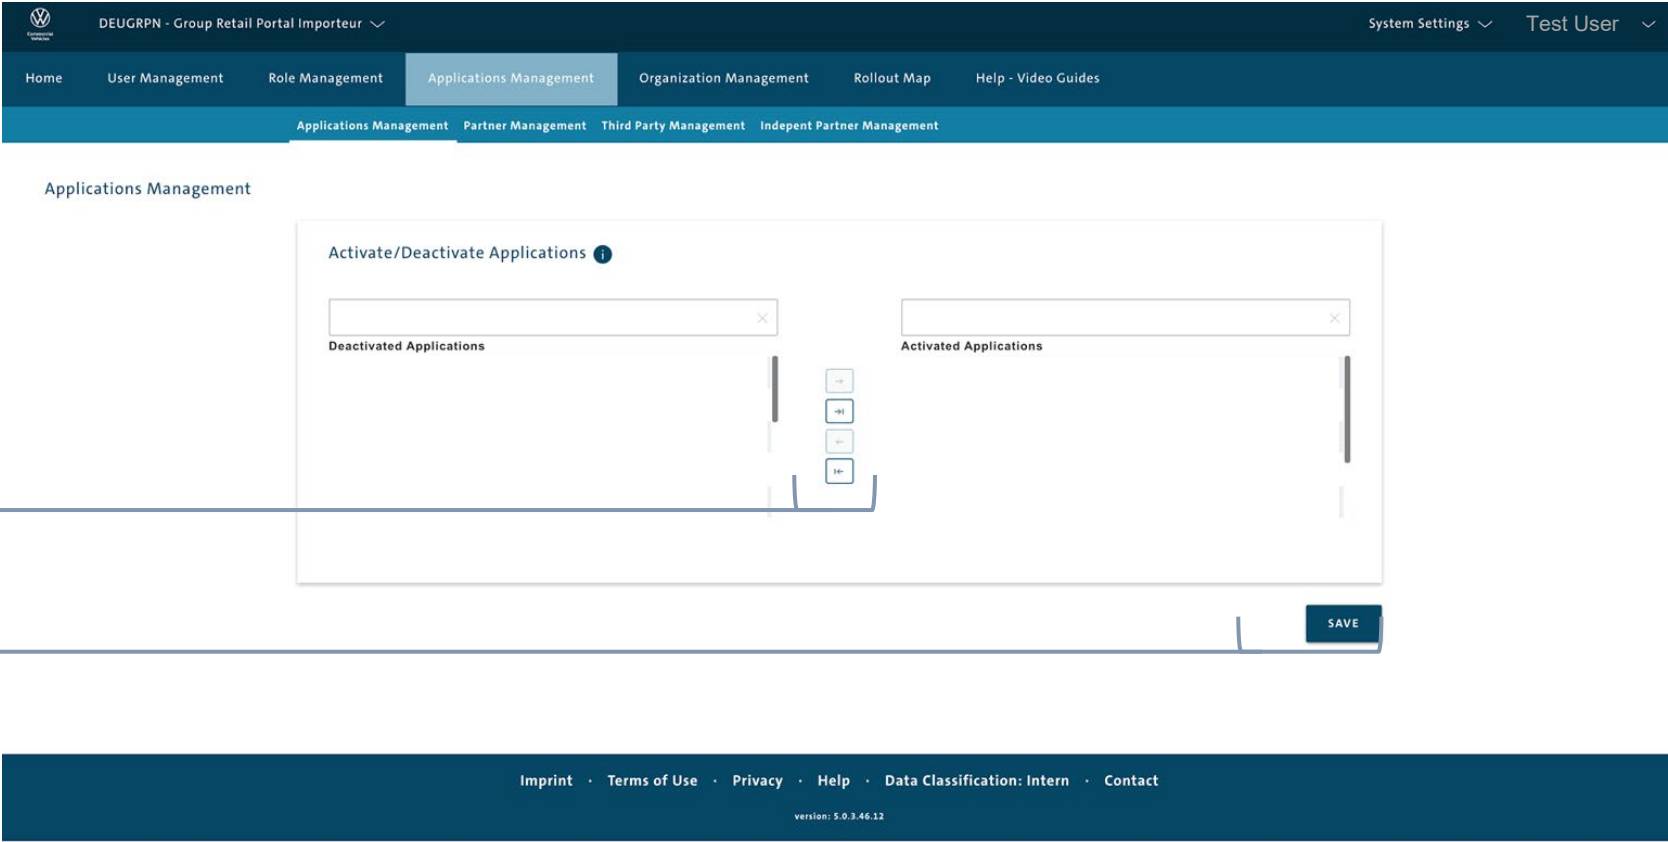 Commercial
Vehicles
DEUGRPN - Group Retail Portal Importeur
System Settings
Test User
Home
User Management
Role Management
Applications Management
Organization Management
Rollout Map
Help - Video Guides
Applications Management
Partner Management
Third Party Management
Indepent Partner Management
Applications Management
Activate/Deactivate Applications
Deactivated Applications
Activated Applications
SAVE
Imprint · Terms of Use · Privacy · Help · Data Classification: Intern · Contact
version: 5.0.3.46.12